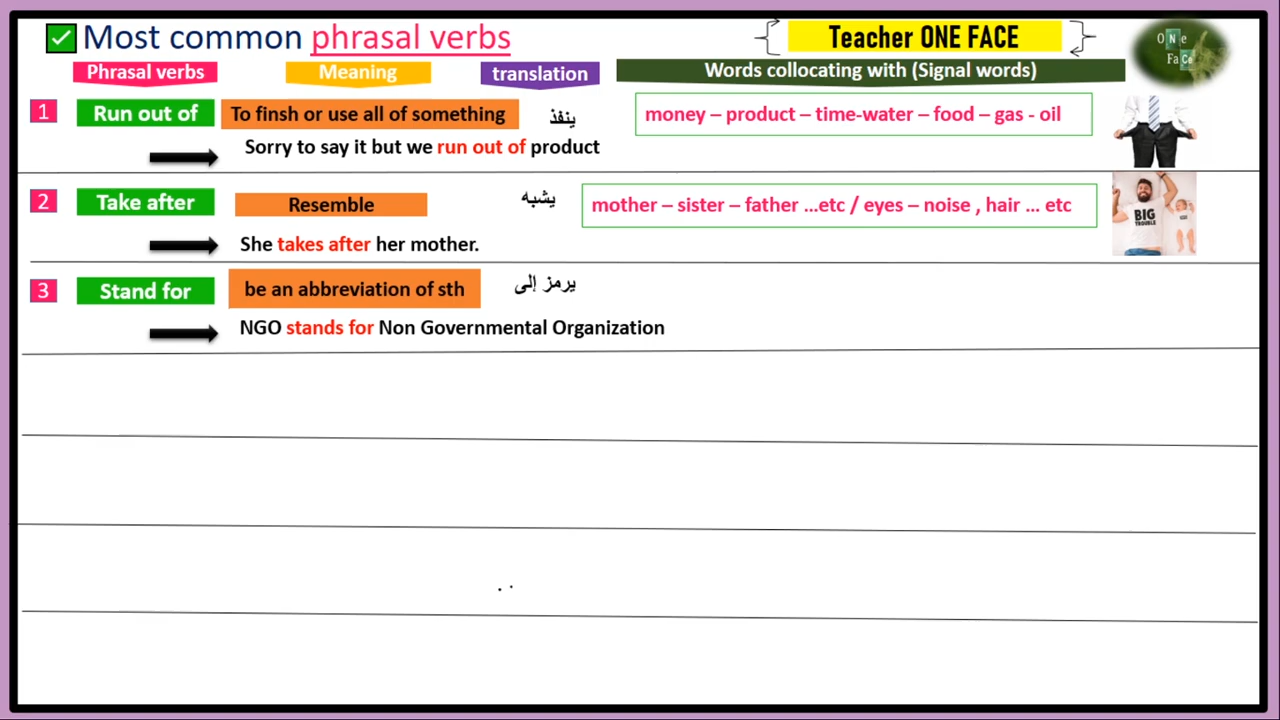 Most common phrasal verbs
Teacher ONE FACE
ONe
FaCe
Phrasal verbs
Meaning
translation
Words collocating with (Signal words)
1
Run out of
To finsh or use all of something
ينفذ
money – product – time-water – food – gas - oil
Sorry to say it but we run out of product
2
Take after
Resemble
يشبه
mother – sister – father ...etc / eyes – noise , hair ... etc
BIG
TROUBLE
She takes after her mother.
3
Stand for
be an abbreviation of sth
يرمز إلى
NGO stands for Non Governmental Organization